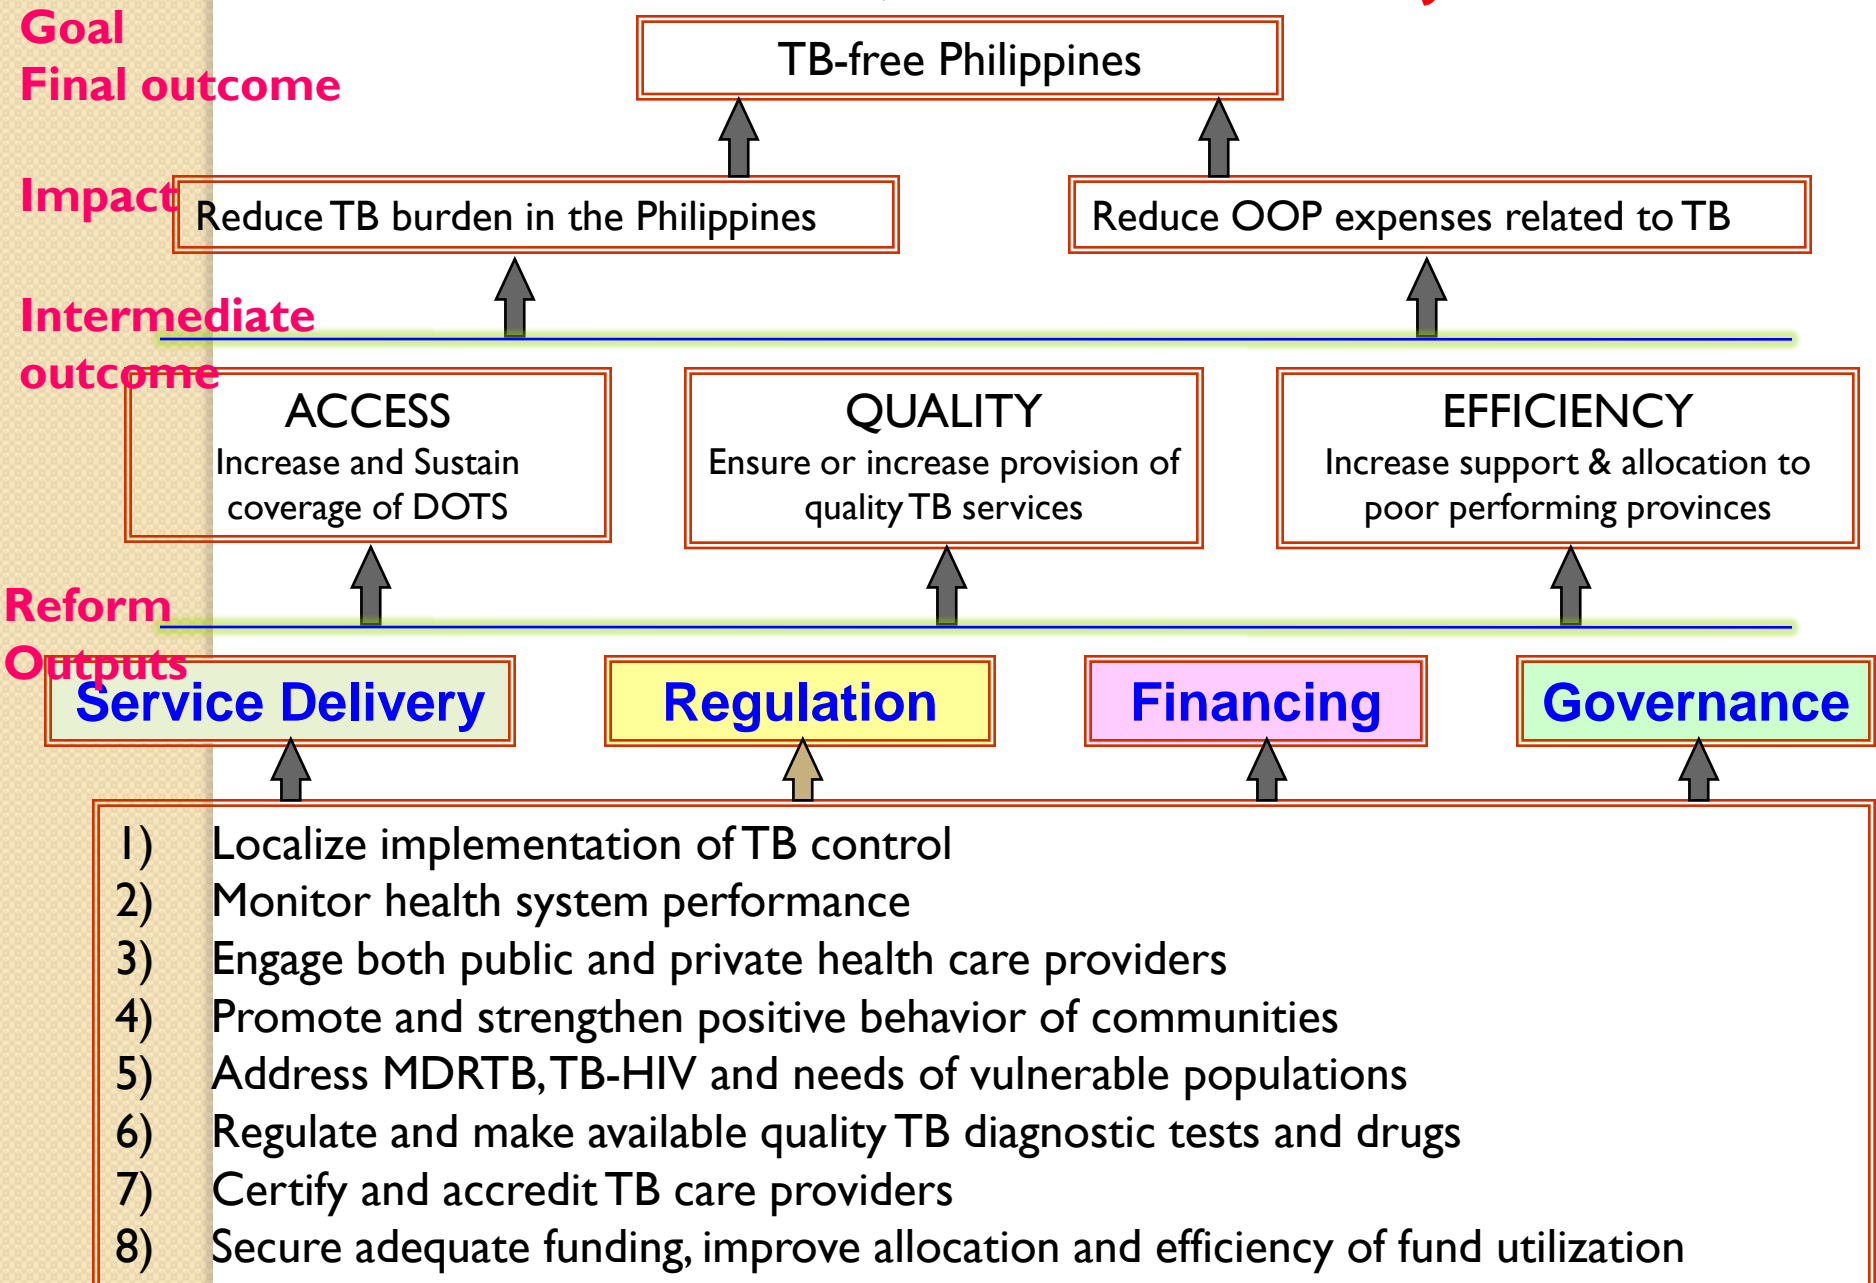 Goal
Final outcome
TB-free Philippines
Impact
Reduce TB burden in the Philippines
Reduce OOP expenses related to TB
Intermediate
outcome
ACCESS
Increase and Sustain
coverage of DOTS
QUALITY
Ensure or increase provision of
quality TB services
EFFICIENCY
Increase support & allocation to
poor performing provinces
Reform
Outputs
Service Delivery
Regulation
Financing
Governance
1) Localize implementation of TB control
2) Monitor health system performance
3) Engage both public and private health care providers
4) Promote and strengthen positive behavior of communities
5) Address MDRTB, TB-HIV and needs of vulnerable populations
6) Regulate and make available quality TB diagnostic tests and drugs
7) Certify and accredit TB care providers
8) Secure adequate funding, improve allocation and efficiency of fund utilization